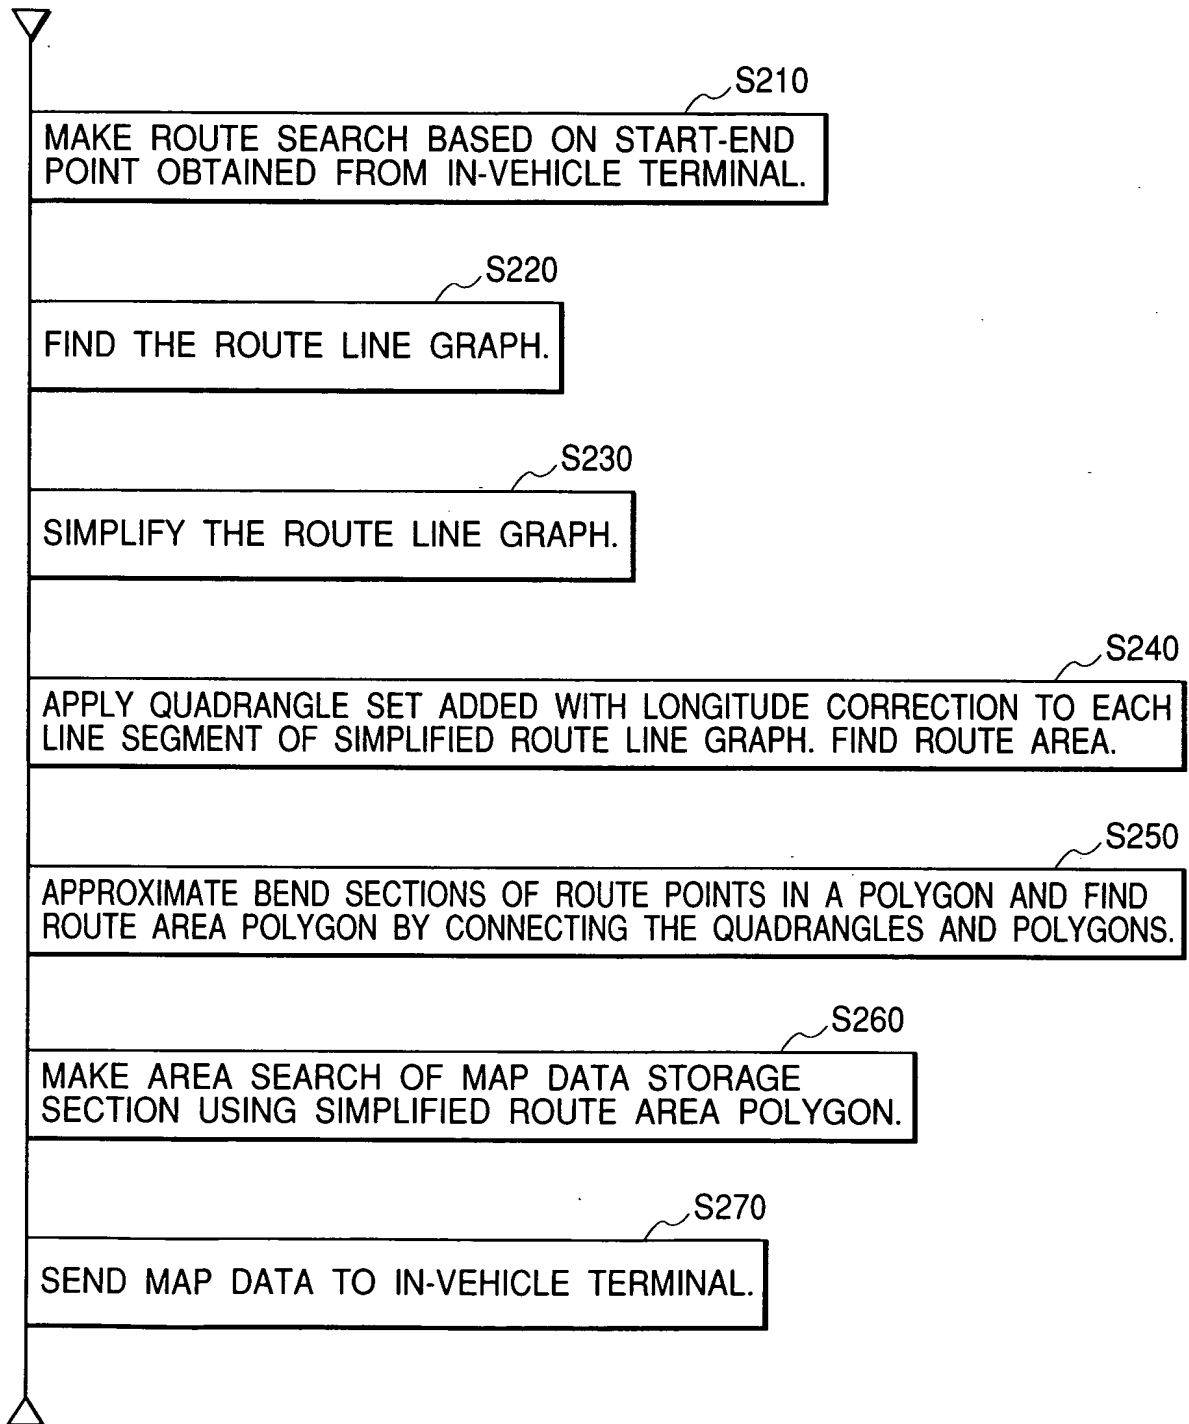 S210
MAKE ROUTE SEARCH BASED ON START-END
POINT OBTAINED FROM IN-VEHICLE TERMINAL.
S220
FIND THE ROUTE LINE GRAPH.
S230
SIMPLIFY THE ROUTE LINE GRAPH.
S240
APPLY QUADRANGLE SET ADDED WITH LONGITUDE CORRECTION TO EACH
LINE SEGMENT OF SIMPLIFIED ROUTE LINE GRAPH. FIND ROUTE AREA.
S250
APPROXIMATE BEND SECTIONS OF ROUTE POINTS IN A POLYGON AND FIND
ROUTE AREA POLYGON BY CONNECTING THE QUADRANGLES AND POLYGONS.
S260
MAKE AREA SEARCH OF MAP DATA STORAGE
SECTION USING SIMPLIFIED ROUTE AREA POLYGON.
S270
SEND MAP DATA TO IN-VEHICLE TERMINAL.